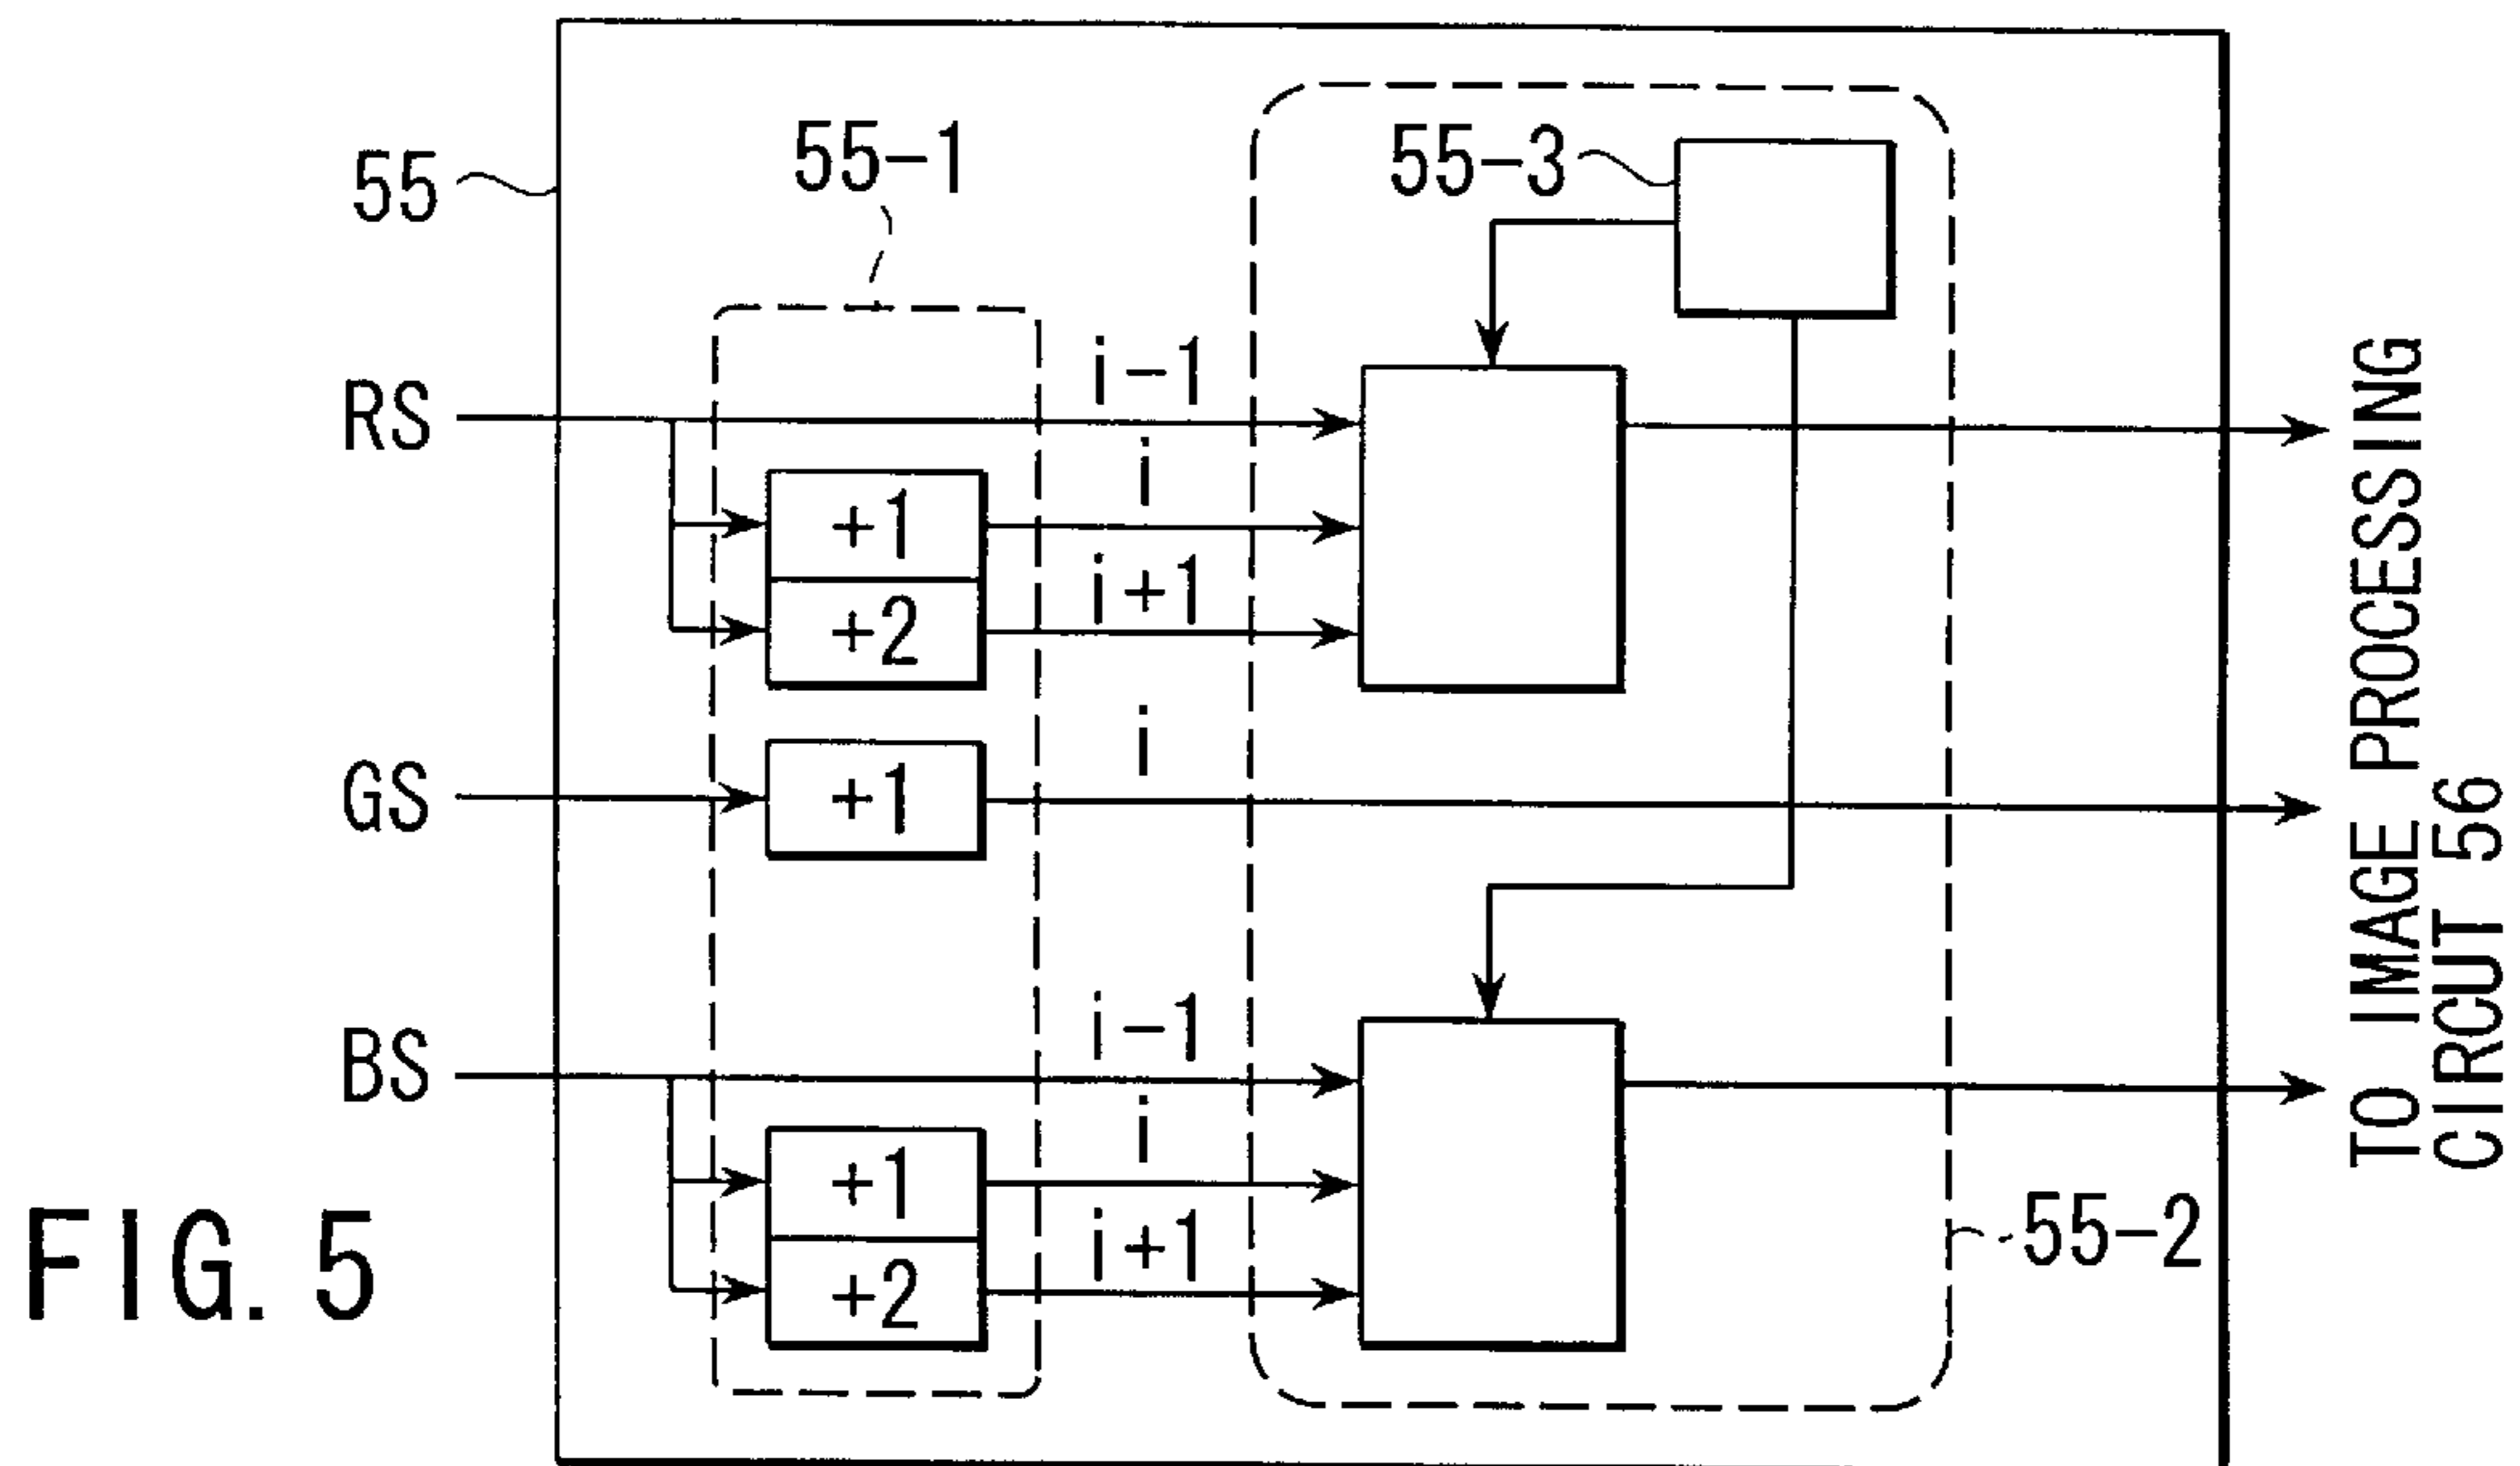 55
55-1
55-3
RS
i-1
i
+1
i+1
+2
i
GS
+1
BS
i-1
i
+1
i+1
+2
55-2
TO IMAGE PROCESSING
CIRCUT 56
FIG. 5